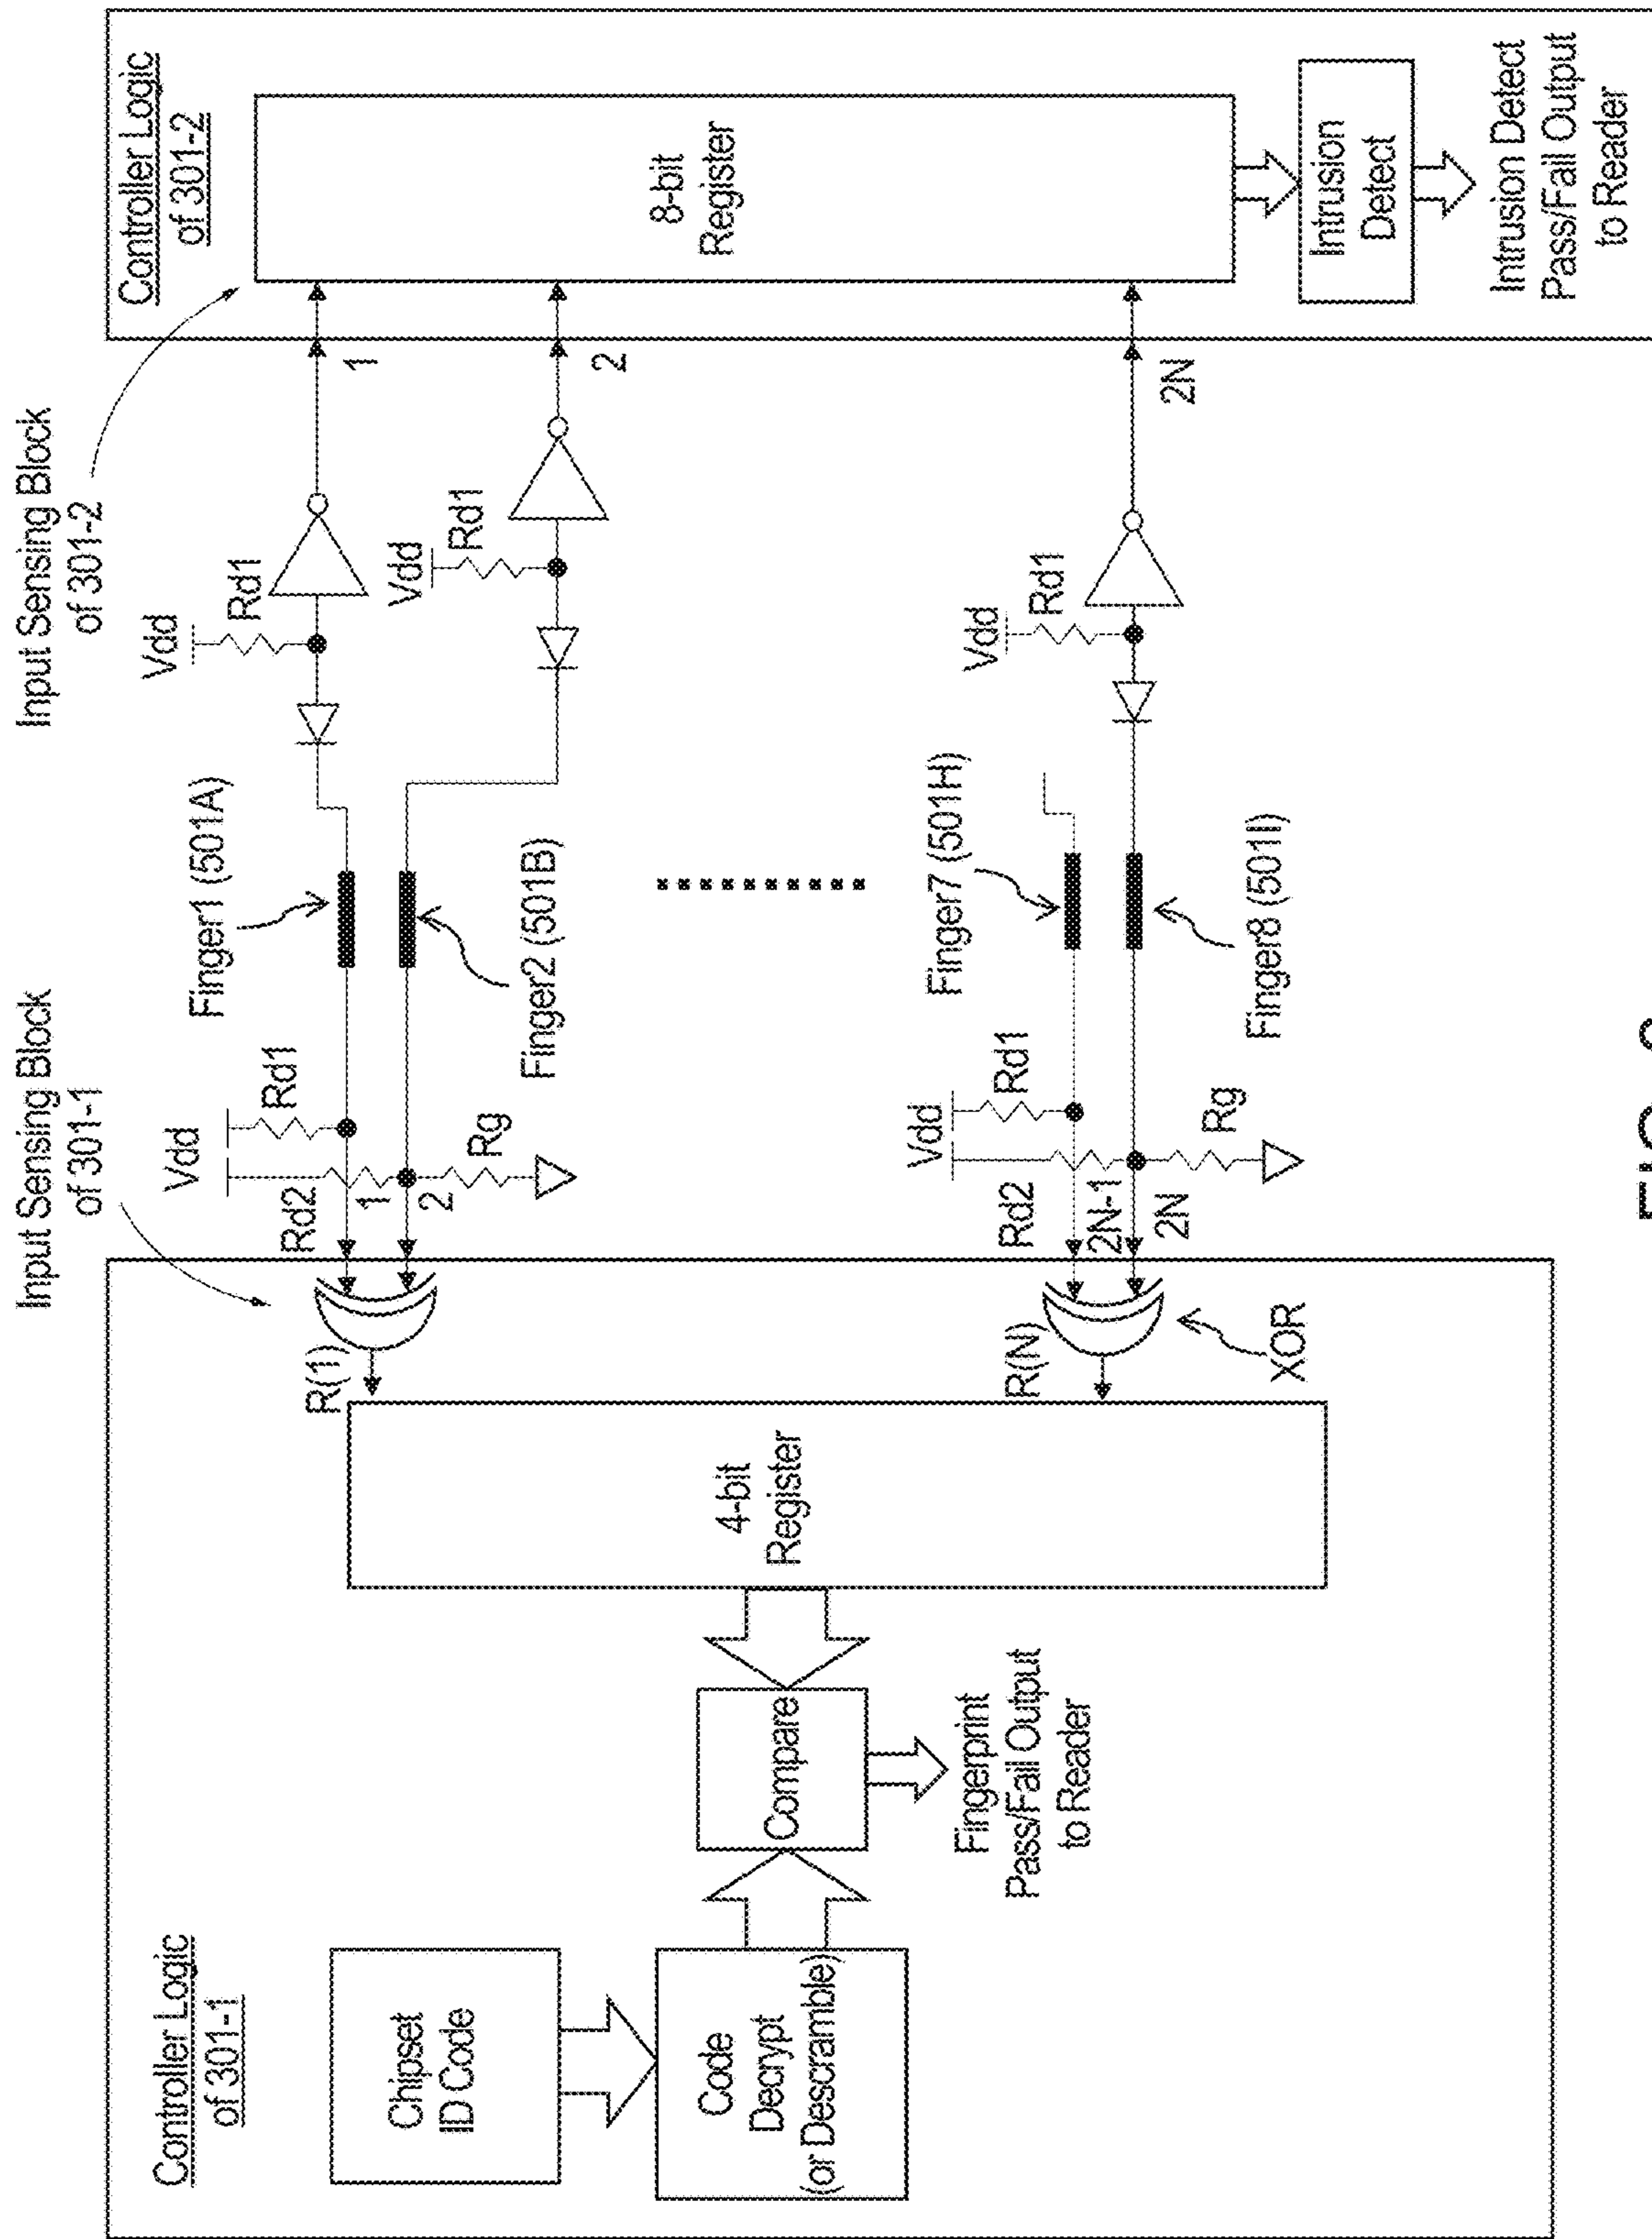 Input Sensing Block
of 301-1
Input Sensing Block
of 301-2
Controller Logic
of 301-1
Chipset
ID Code
Code
Decrypt
(or Descramble)
Compare
Fingerprint
Pass/Fail Output
to Reader
4-bit
Register
R(1)
R(N)
XOR
Vdd
Rd1
Rd2
1
2
Rg
Finger1 (501A)
Finger2 (501B)
Vdd
Rd1
Vdd
Rd1
1
2
Vdd
Rd1
Rd2
2N-1
2N
Rg
Finger7 (501H)
Finger8 (501I)
Vdd
Rd1
2N
Controller Logic
of 301-2
8-bit
Register
Intrusion
Detect
Intrusion Detect
Pass/Fail Output
to Reader